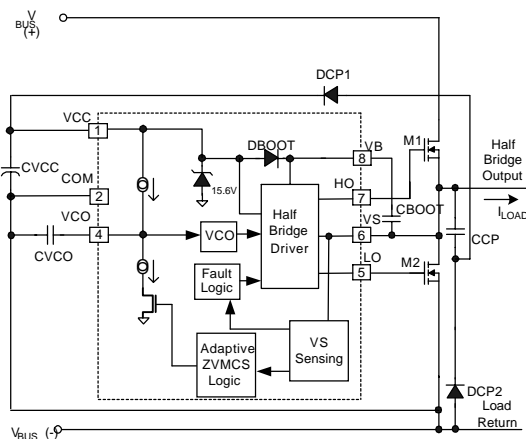 V
BUS
(+)
DCP1
VCC
1
DBOOT
VB
8
M1
Half
Bridge
Output
CVCC
COM
2
15.6V
HO
7
VCO
4
VCO
Half
Bridge
Driver
VS
6
CBOOT
ILOAD
CVCO
CCP
LO
5
M2
Fault
Logic
Adaptive
ZVMCS
Logic
VS
Sensing
DCP2
Load
Return
VBUS (-)